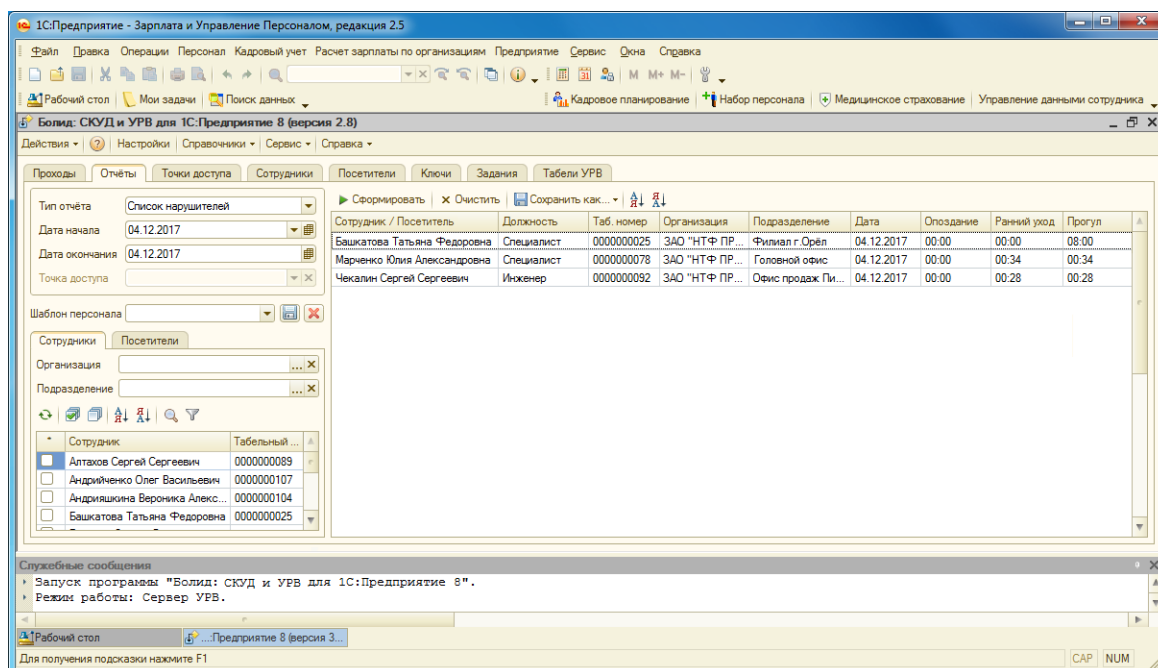 1С:Предприятие - Зарплата и Управление Персоналом, редакция 2.5
Файл Правка Операции Персонал Кадровый учет Расчет зарплаты по организациям Предприятие Сервис Окна Справка
M M+ M-
Рабочий стол Мои задачи Поиск данных Кадровое планирование Набор персонала Медицинское страхование Управление данными сотрудника
Болид: СКУД и УРВ для 1С:Предприятие 8 (версия 2.8)
Действия Настройки Справочники Сервис Справка
Проходы Отчёты Точки доступа Сотрудники Посетители Ключи Задания Табели УРВ
Сформировать Очистить Сохранить как...
Тип отчёта Список нарушителей
Дата начала 04.12.2017
Дата окончания 04.12.2017
Точка доступа
Шаблон персонала
Сотрудники Посетители
Организация ...
Подразделение ...
* Сотрудник Табельный ...
Аптахов Сергей Сергеевич 0000000089
Андрийченко Олег Васильевич 0000000107
Андрияшкина Вероника Алекс... 0000000104
Башкатова Татьяна Федоровна 0000000025
Сотрудник / Посетитель Должность Таб. номер Организация Подразделение Дата Опоздание Ранний уход Прогул
Башкатова Татьяна Федоровна Специалист 0000000025 ЗАО "НТФ ПР... Филиал г.Орёл 04.12.2017 00:00 00:00 08:00
Марченко Юлия Александровна Специалист 0000000078 ЗАО "НТФ ПР... Головной офис 04.12.2017 00:00 00:34 00:34
Чекалин Сергей Сергеевич Инженер 0000000092 ЗАО "НТФ ПР... Офис продаж Пи... 04.12.2017 00:00 00:28 00:28
Служебные сообщения
Запуск программы "Болид: СКУД и УРВ для 1С:Предприятие 8".
Режим работы: Сервер УРВ.
Рабочий стол ...:Предприятие 8 (версия 3...
Для получения подсказки нажмите F1 CAP NUM